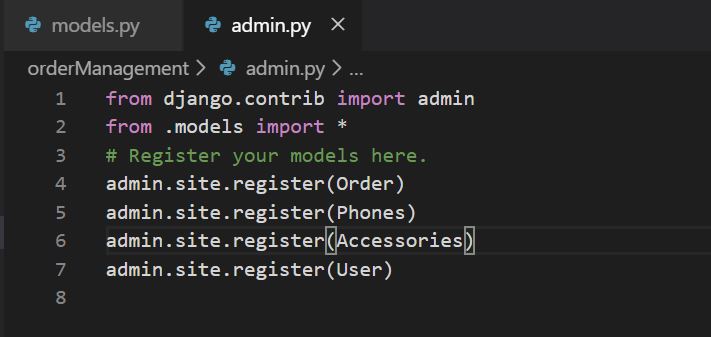 models.py admin.py ×
orderManagement > admin.py > ...
1 from django.contrib import admin
2 from .models import *
3 # Register your models here.
4 admin.site.register(Order)
5 admin.site.register(Phones)
6 admin.site.register(Accessories)
7 admin.site.register(User)
8